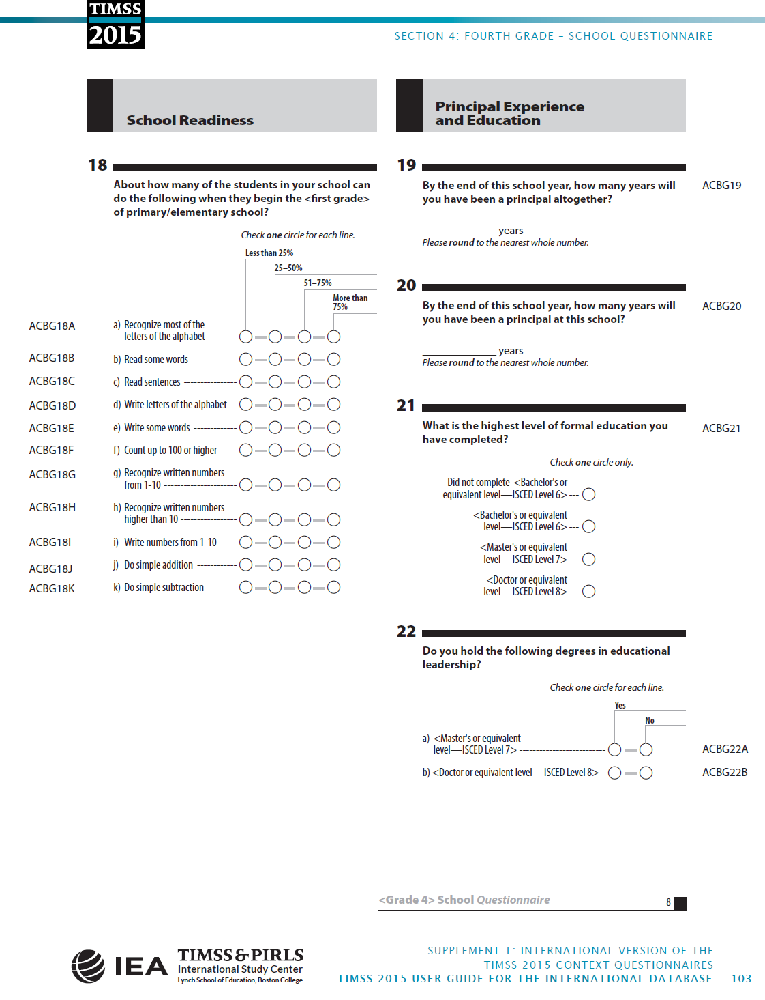 TIMSS
2015
SECTION 4: FOURTH GRADE – SCHOOL QUESTIONNAIRE
School Readiness
18
About how many of the students in your school can
do the following when they begin the <first grade>
of primary/elementary school?
Check one circle for each line.
Less than 25%
25–50%
51–75%
More than
75%
ACBG18A
a) Recognize most of the
letters of the alphabet ---------
ACBG18B
b) Read some words --------------
ACBG18C
c) Read sentences ----------------
ACBG18D
d) Write letters of the alphabet --
ACBG18E
e) Write some words -------------
ACBG18F
f) Count up to 100 or higher -----
ACBG18G
g) Recognize written numbers
from 1-10 ----------------------
ACBG18H
h) Recognize written numbers
higher than 10 -----------------
ACBG18I
i) Write numbers from 1-10 -----
ACBG18J
j) Do simple addition ------------
ACBG18K
k) Do simple subtraction ---------
Principal Experience
and Education
19
By the end of this school year, how many years will
you have been a principal altogether?
ACBG19
______________ years
Please round to the nearest whole number.
20
By the end of this school year, how many years will
you have been a principal at this school?
ACBG20
______________ years
Please round to the nearest whole number.
21
What is the highest level of formal education you
have completed?
ACBG21
Check one circle only.
Did not complete <Bachelor's or
equivalent level—ISCED Level 6> ---
<Bachelor's or equivalent
level—ISCED Level 6> ---
<Master's or equivalent
level—ISCED Level 7> ---
<Doctor or equivalent
level—ISCED Level 8> ---
22
Do you hold the following degrees in educational
leadership?
Check one circle for each line.
Yes
No
a) <Master's or equivalent
level—ISCED Level 7> --------------------------
ACBG22A
b) <Doctor or equivalent level—ISCED Level 8>--
ACBG22B
<Grade 4> School Questionnaire
8
IEA
TIMSS & PIRLS
International Study Center
Lynch School of Education, Boston College
SUPPLEMENT 1: INTERNATIONAL VERSION OF THE
TIMSS 2015 CONTEXT QUESTIONNAIRES
TIMSS 2015 USER GUIDE FOR THE INTERNATIONAL DATABASE 103